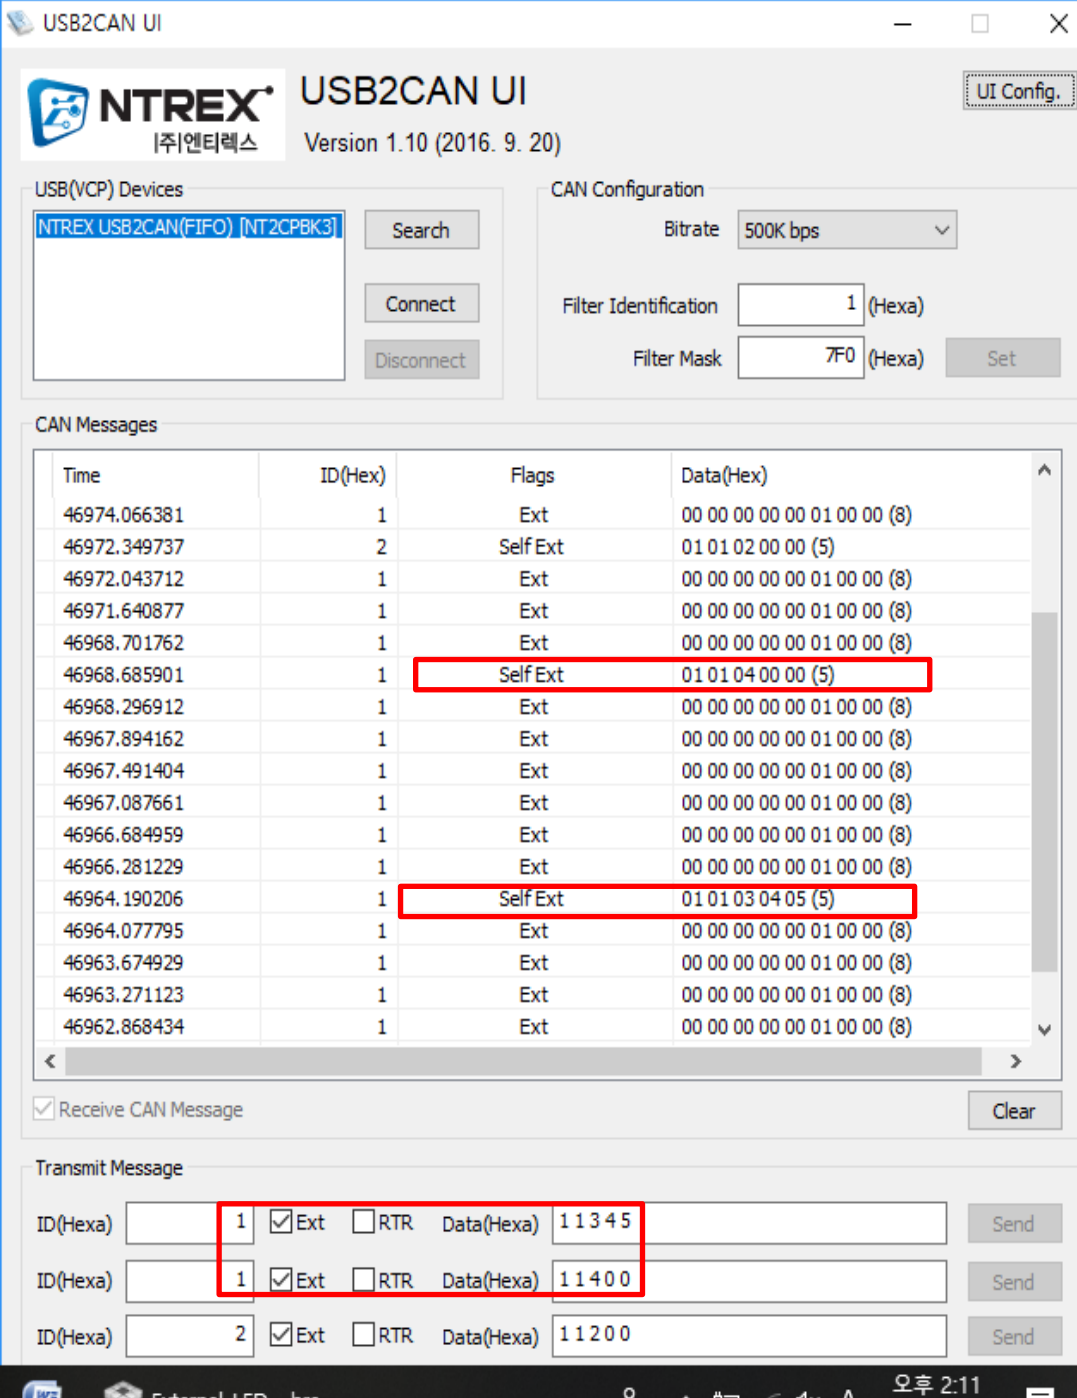 USB2CAN UI
NTREX
|주|엔티렉스
USB2CAN UI
Version 1.10 (2016. 9. 20)
UI Config.
USB(VCP) Devices
NTREX USB2CAN(FIFO) [NT2CPBK3]
Search
Connect
Disconnect
CAN Configuration
Bitrate 500K bps
Filter Identification 1 (Hexa)
Filter Mask 7F0 (Hexa) Set
CAN Messages
Time ID(Hex) Flags Data(Hex)
46974.066381 1 Ext 00 00 00 00 00 01 00 00 (8)
46972.349737 2 Self Ext 01 01 02 00 00 (5)
46972.043712 1 Ext 00 00 00 00 00 01 00 00 (8)
46971.640877 1 Ext 00 00 00 00 00 01 00 00 (8)
46968.701762 1 Ext 00 00 00 00 00 01 00 00 (8)
46968.685901 1 Self Ext 01 01 04 00 00 (5)
46968.296912 1 Ext 00 00 00 00 00 01 00 00 (8)
46967.894162 1 Ext 00 00 00 00 00 01 00 00 (8)
46967.491404 1 Ext 00 00 00 00 00 01 00 00 (8)
46967.087661 1 Ext 00 00 00 00 00 01 00 00 (8)
46966.684959 1 Ext 00 00 00 00 00 01 00 00 (8)
46966.281229 1 Ext 00 00 00 00 00 01 00 00 (8)
46964.190206 1 Self Ext 01 01 03 04 05 (5)
46964.077795 1 Ext 00 00 00 00 00 01 00 00 (8)
46963.674929 1 Ext 00 00 00 00 00 01 00 00 (8)
46963.271123 1 Ext 00 00 00 00 00 01 00 00 (8)
46962.868434 1 Ext 00 00 00 00 00 01 00 00 (8)
Receive CAN Message Clear
Transmit Message
ID(Hexa) 1 Ext RTR Data(Hexa) 1 1 3 4 5 Send
ID(Hexa) 1 Ext RTR Data(Hexa) 1 1 4 0 0 Send
ID(Hexa) 2 Ext RTR Data(Hexa) 1 1 2 0 0 Send
오후 2:11